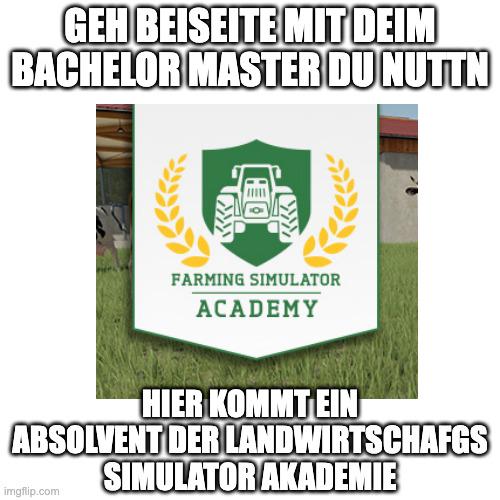 GEH BEISEITE MIT DEIM
BACHELOR MASTER DU NUTTN
FARMING SIMULATOR
ACADEMY
HIER KOMMT EIN
ABSOLVENT DER LANDWIRTSCHAFGS
SIMULATOR AKADEMIE
imgflip.com